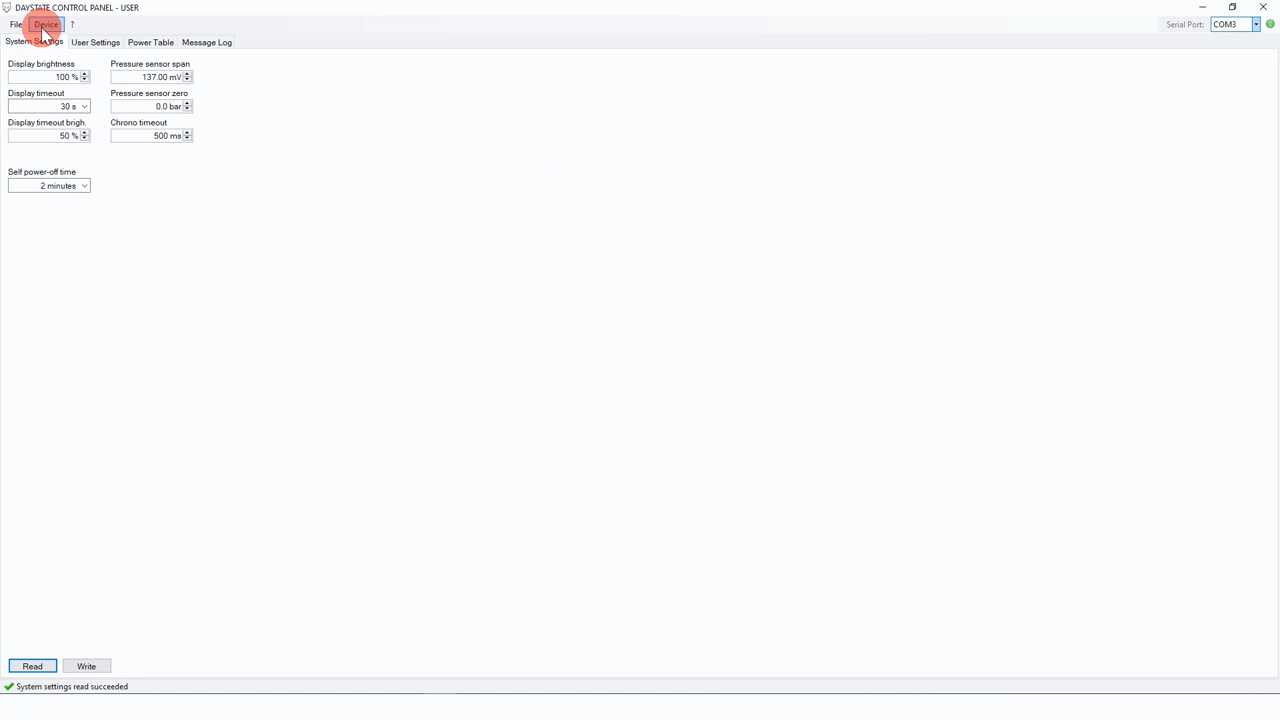 DAYSTATE CONTROL PANEL - USER
File Device ? Serial Port: COM3
System Settings User Settings Power Table Message Log
Display brightness Pressure sensor span
100 % 137.00 mV
Display timeout Pressure sensor zero
30 s 0.0 bar
Display timeout brigh. Chrono timeout
50 % 500 ms
Self power-off time
2 minutes
Read Write
System settings read succeeded